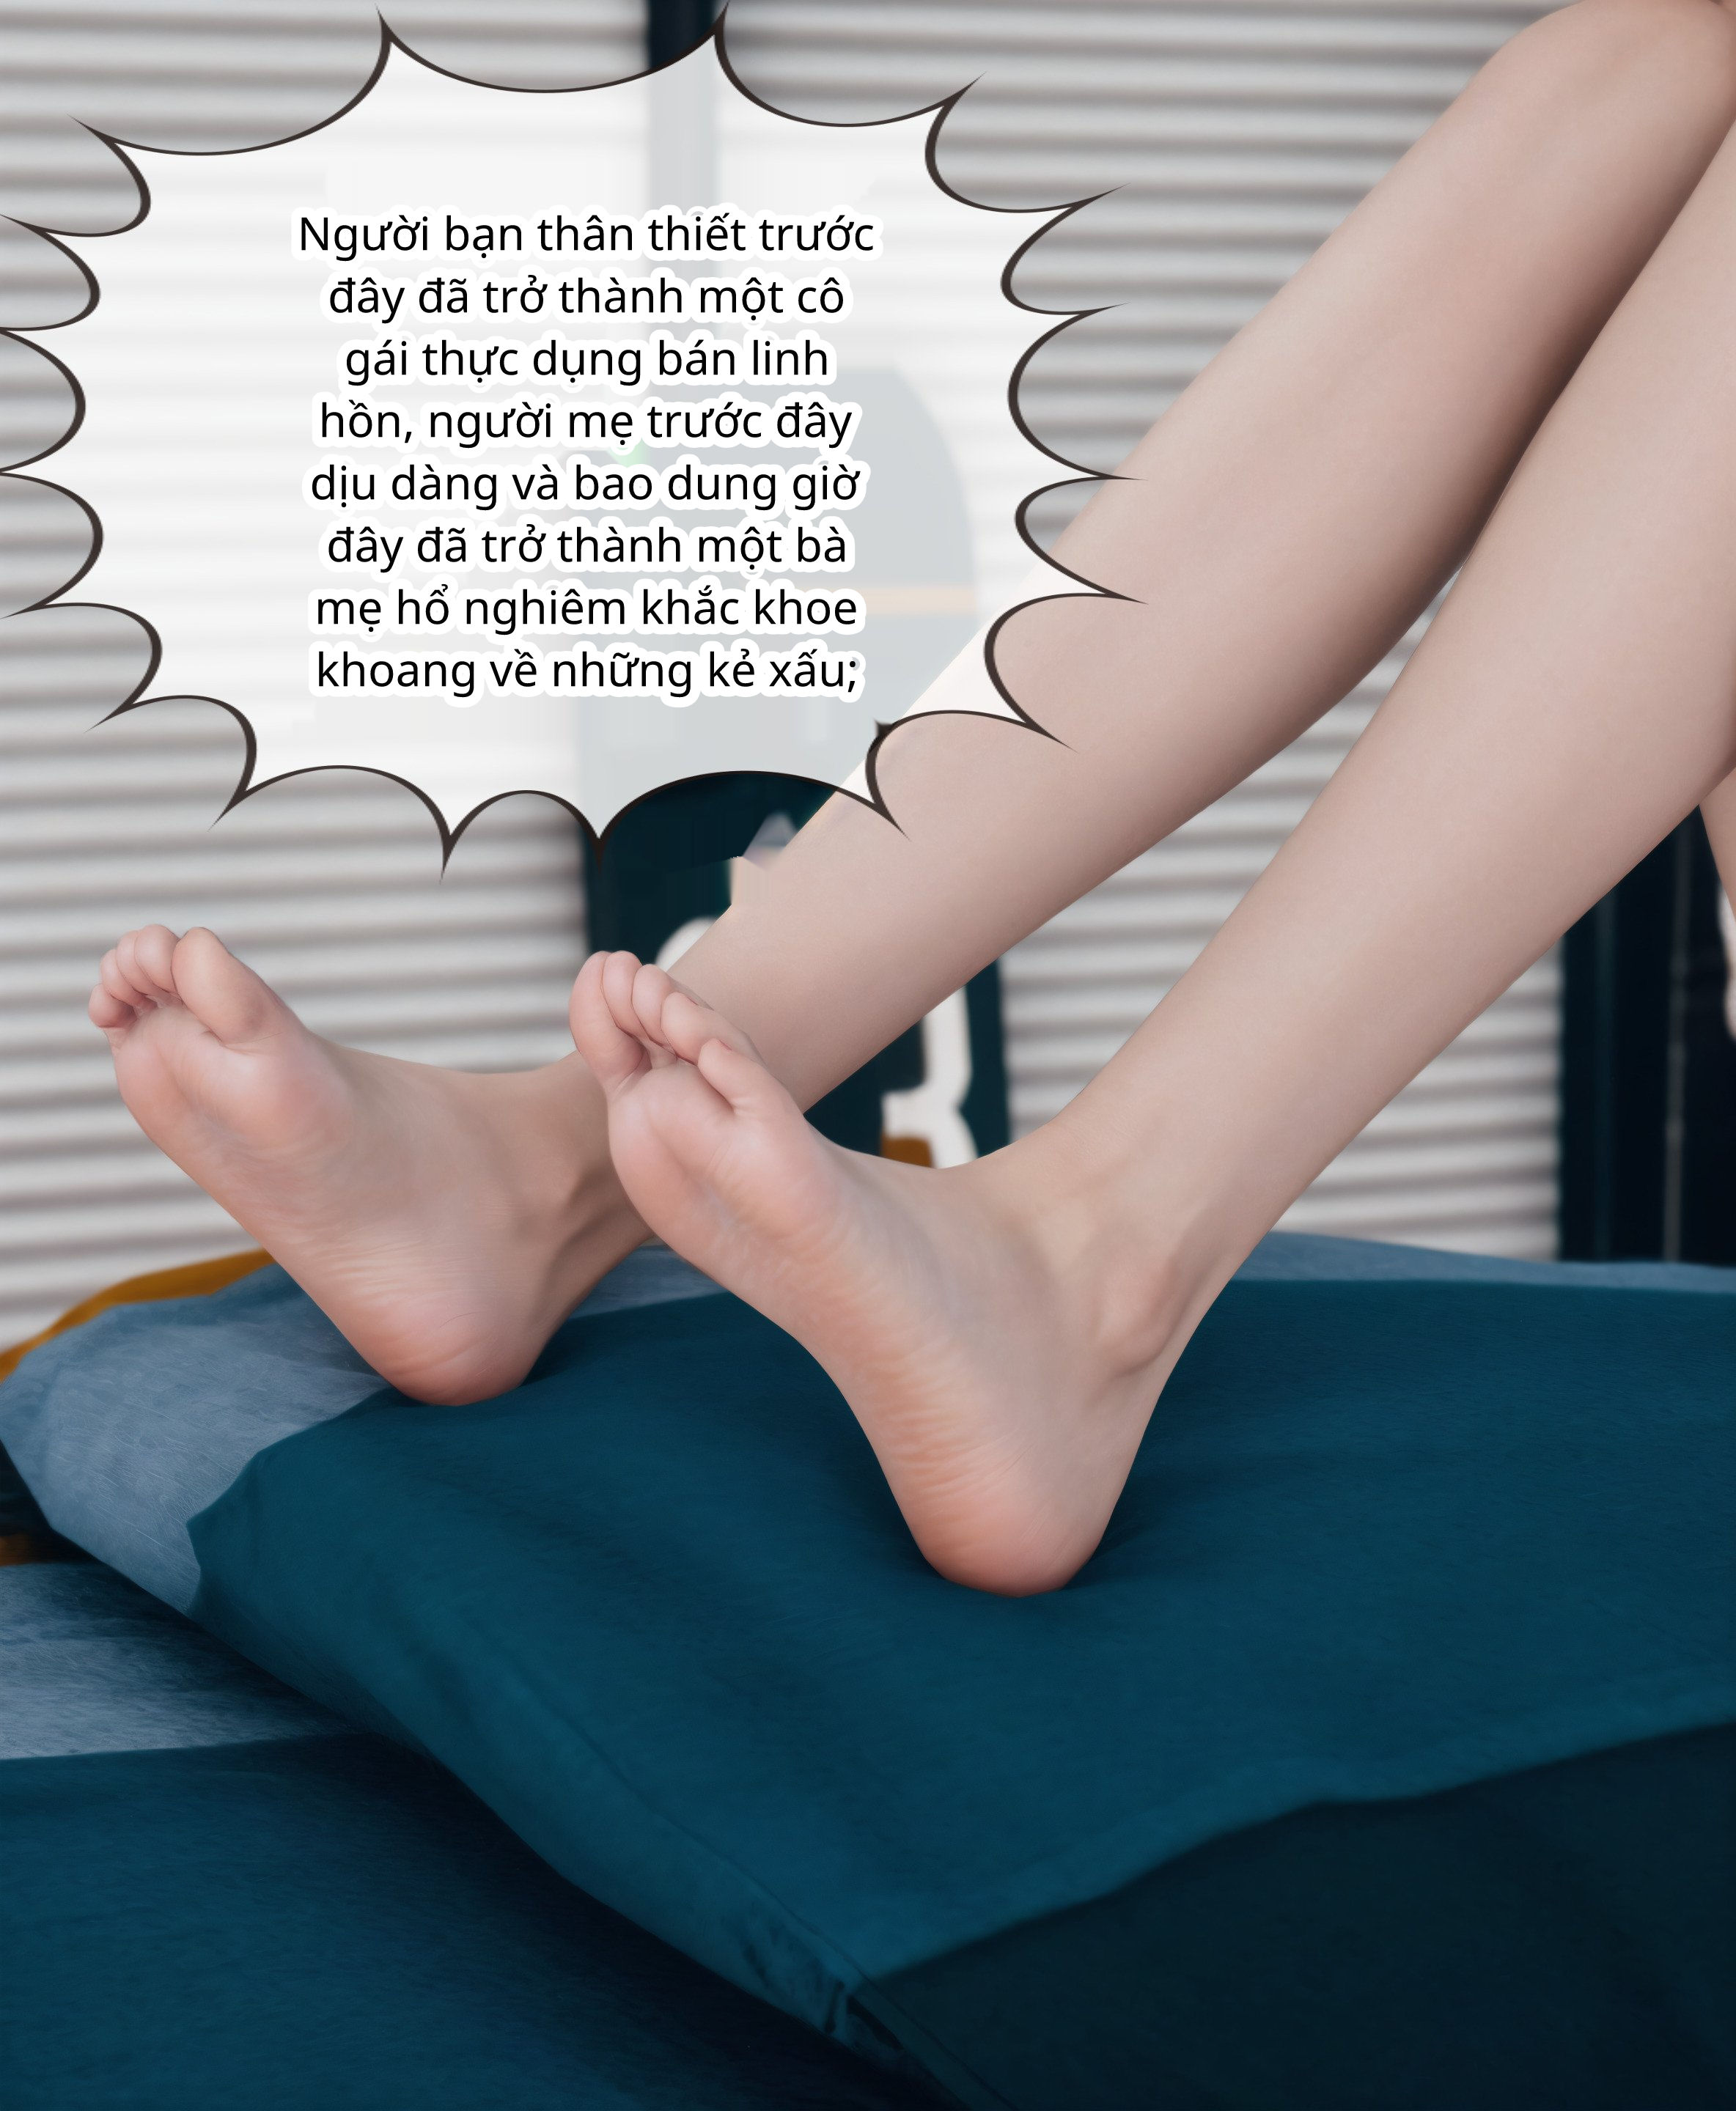 Người bạn thân thiết trước
đây đã trở thành một cô
gái thực dụng bán linh
hồn, người mẹ trước đây
dịu dàng và bao dung giờ
đây đã trở thành một bà
mẹ hổ nghiêm khắc khoe
khoang về những kẻ xấu;